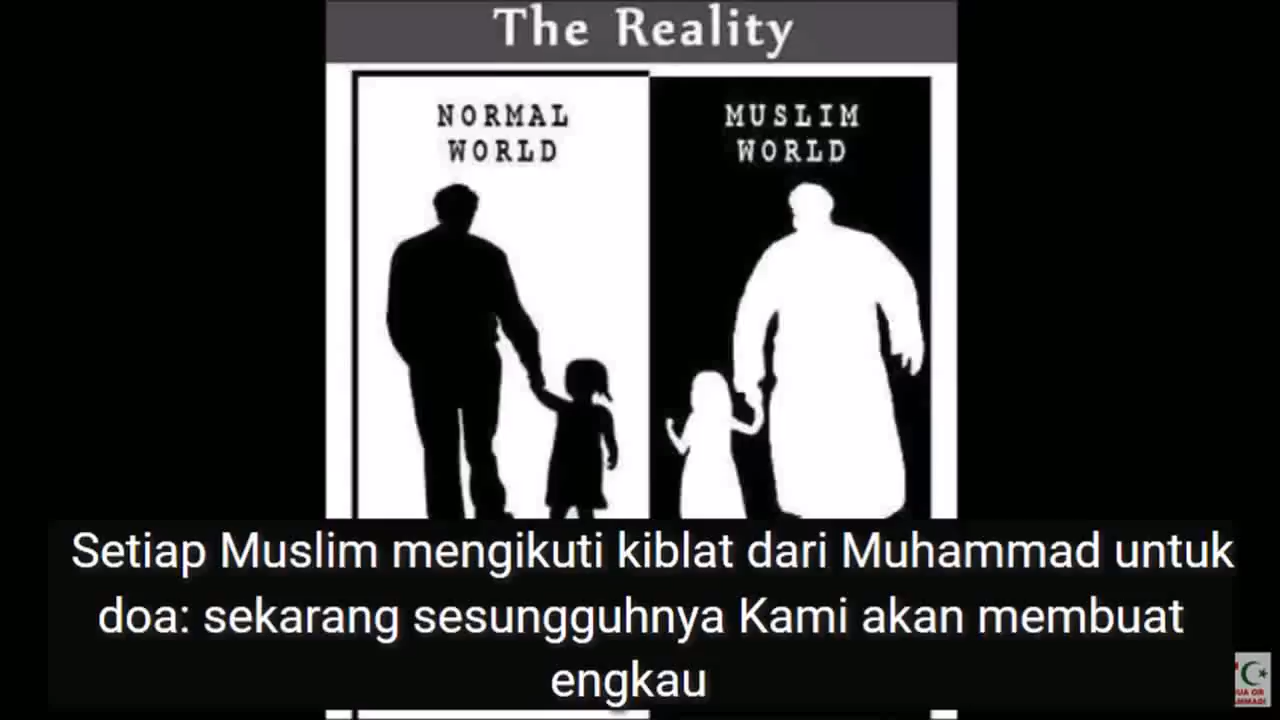 The Reality
NORMAL
WORLD
MUSLIM
WORLD
Setiap Muslim mengikuti kiblat dari Muhammad untuk
doa: sekarang sesungguhnya Kami akan membuat
engkau